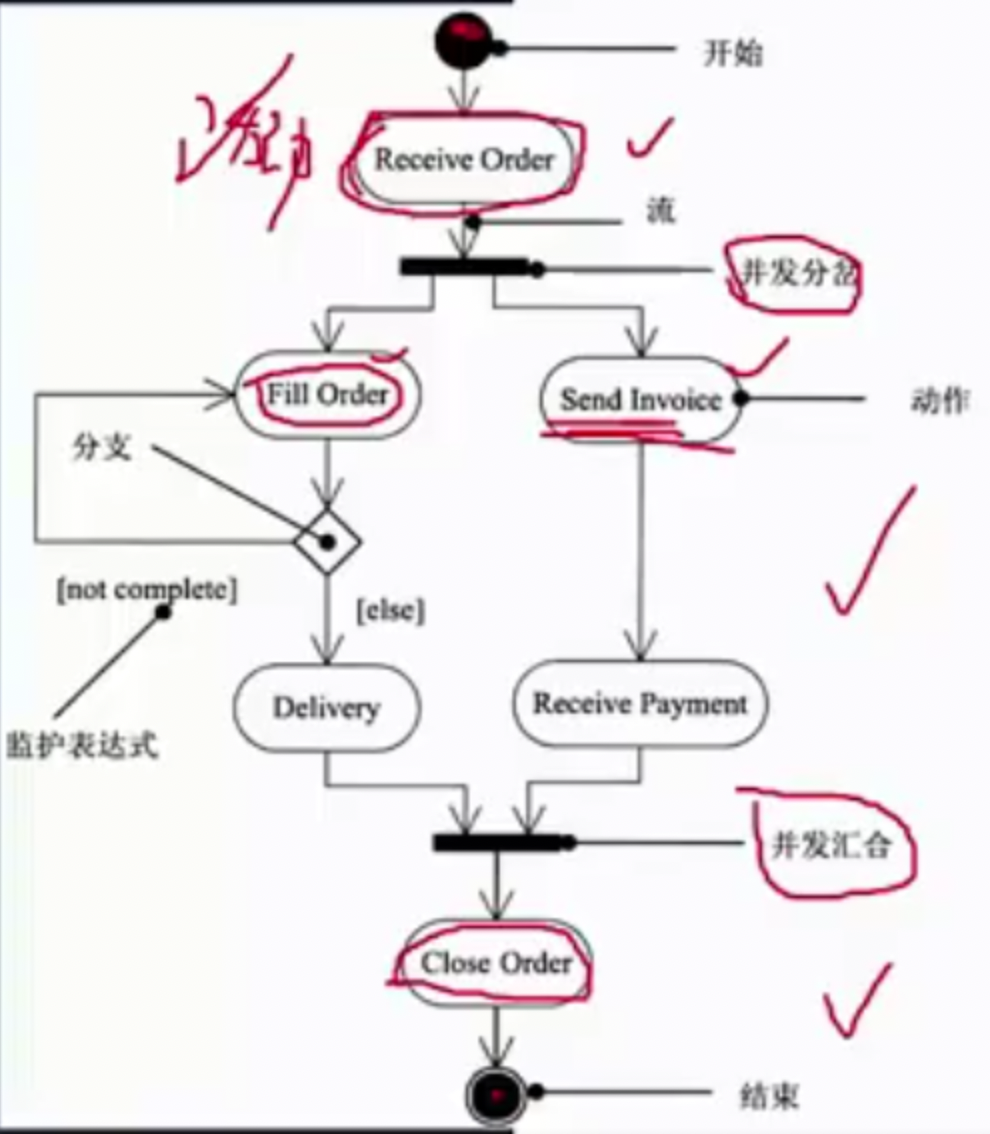 开始
Receive Order
流
并发分岔
Fill Order
Send Invoice
动作
分支
[not complete]
[else]
Delivery
Receive Payment
监护表达式
并发汇合
Close Order
结束